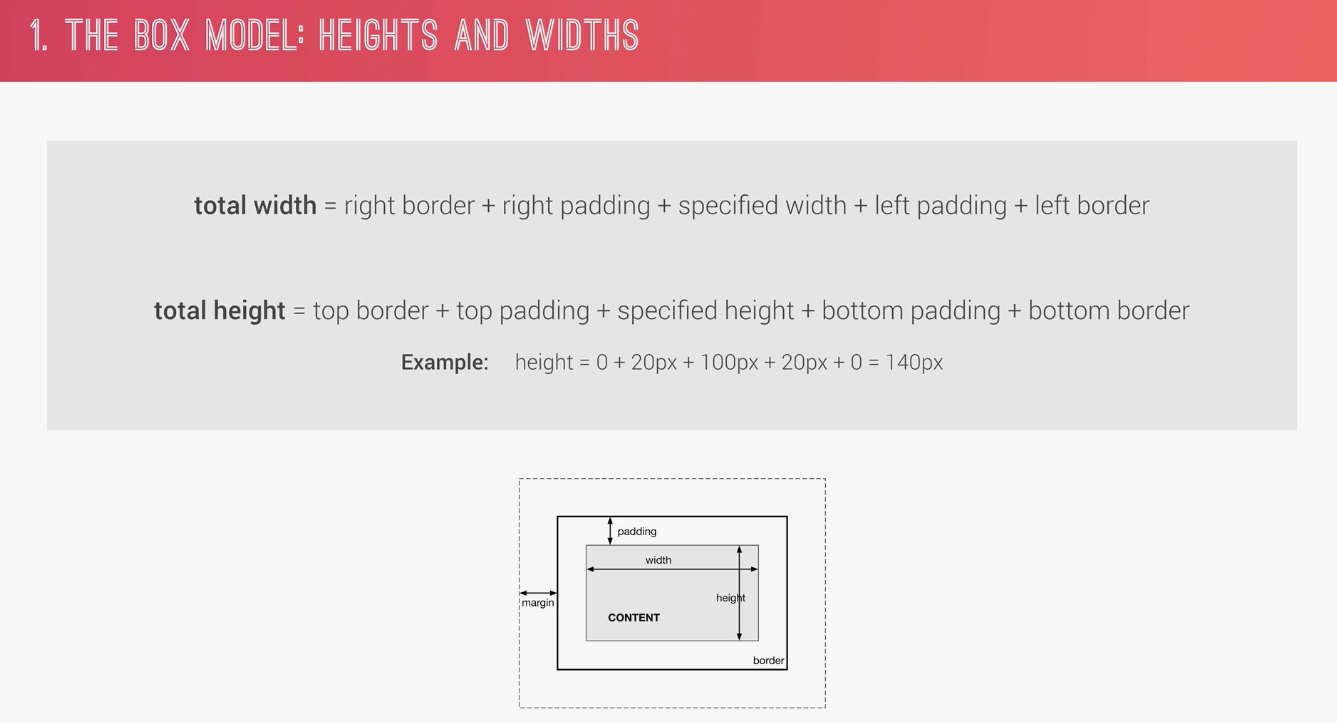 1. THE BOX MODEL: HEIGHTS AND WIDTHS
total width = right border + right padding + specified width + left padding + left border
total height = top border + top padding + specified height + bottom padding + bottom border
Example: height = 0 + 20px + 100px + 20px + 0 = 140px
padding
width
height
margin
CONTENT
border